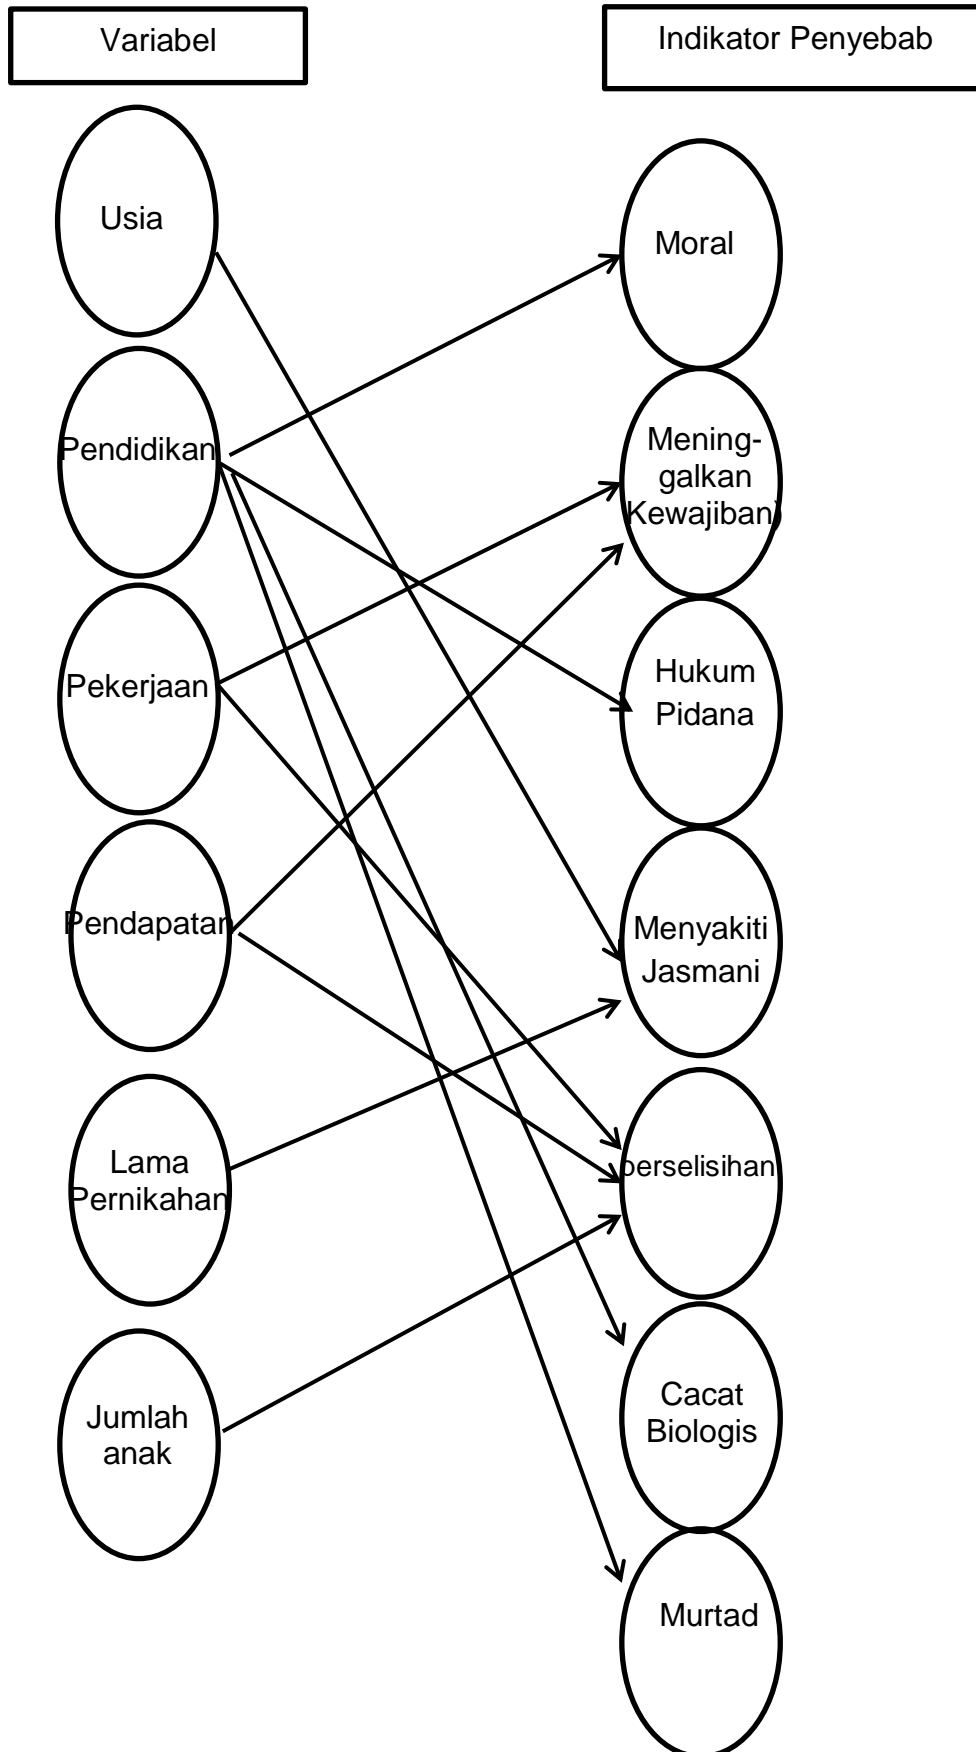 Variabel
Indikator Penyebab
Usia
Pendidikan
Pekerjaan
Pendapatan
Lama
Pernikahan
Jumlah
anak
Moral
Mening-
galkan
Kewajiban)
Hukum
Pidana
Menyakiti
Jasmani
perselisihan
Cacat
Biologis
Murtad